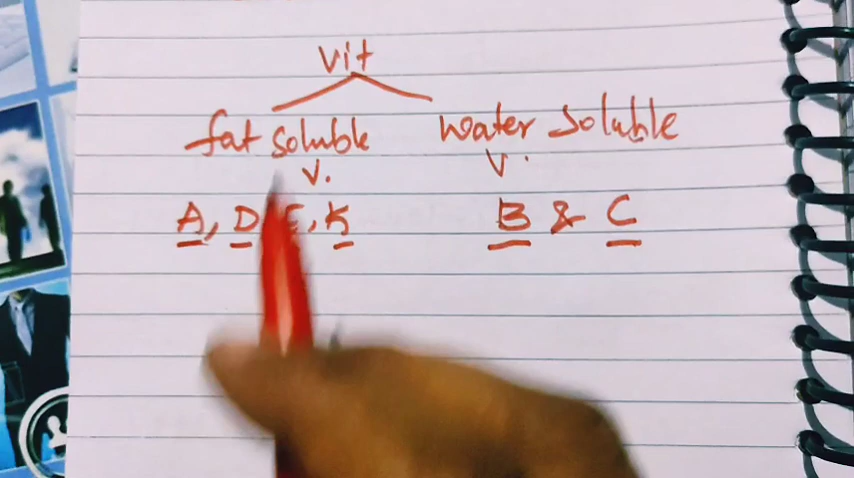 Vit
fat soluble water soluble
V. V.
A, D, E, K B & C